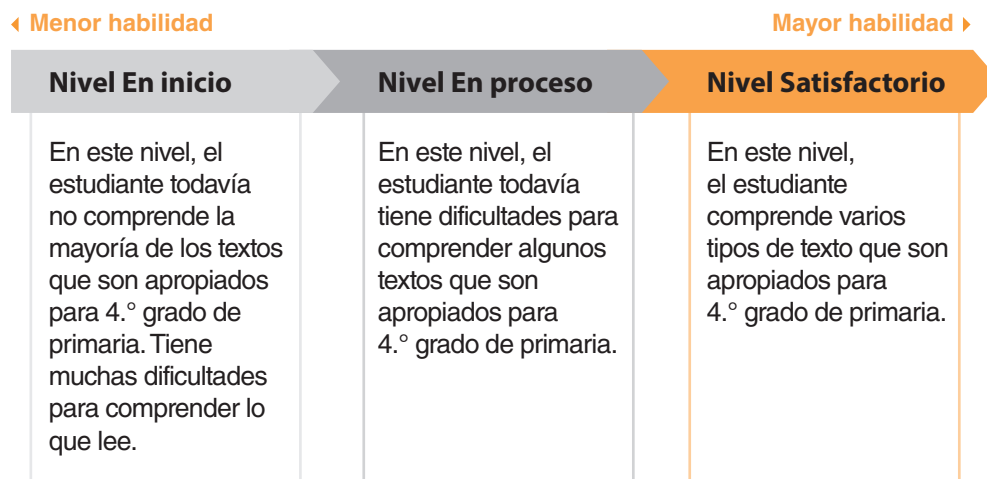 Menor habilidad
Mayor habilidad
Nivel En inicio
Nivel En proceso
Nivel Satisfactorio
En este nivel, el
estudiante todavía
no comprende la
mayoría de los textos
que son apropiados
para 4.° grado de
primaria. Tiene
muchas dificultades
para comprender lo
que lee.
En este nivel, el
estudiante todavía
tiene dificultades para
comprender algunos
textos que son
apropiados para
4.° grado de primaria.
En este nivel,
el estudiante
comprende varios
tipos de texto que son
apropiados para
4.° grado de primaria.